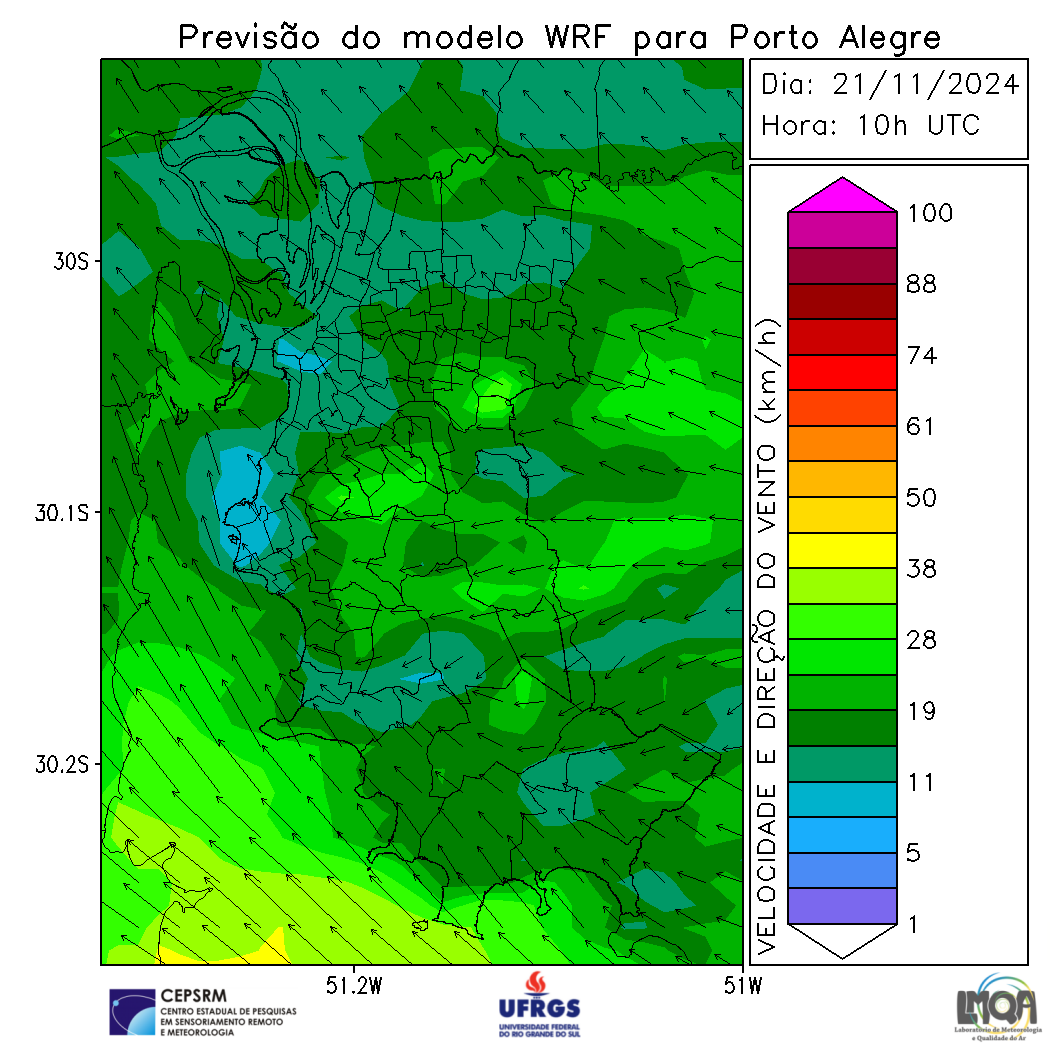 Previsão do modelo WRF para Porto Alegre
Dia: 21/11/2024
Hora: 10h UTC
30S
30.1S
30.2S
51.2W
51W
VELOCIDADE E DIREÇÃO DO VENTO (km/h)
100
88
74
61
50
38
28
19
11
5
1
CEPSRM
CENTRO ESTADUAL DE PESQUISAS
EM SENSORIAMENTO REMOTO
E METEOROLOGIA
UFRGS
UNIVERSIDADE FEDERAL
DO RIO GRANDE DO SUL
LMQA
Laboratório de Meteorologia
e Qualidade do Ar